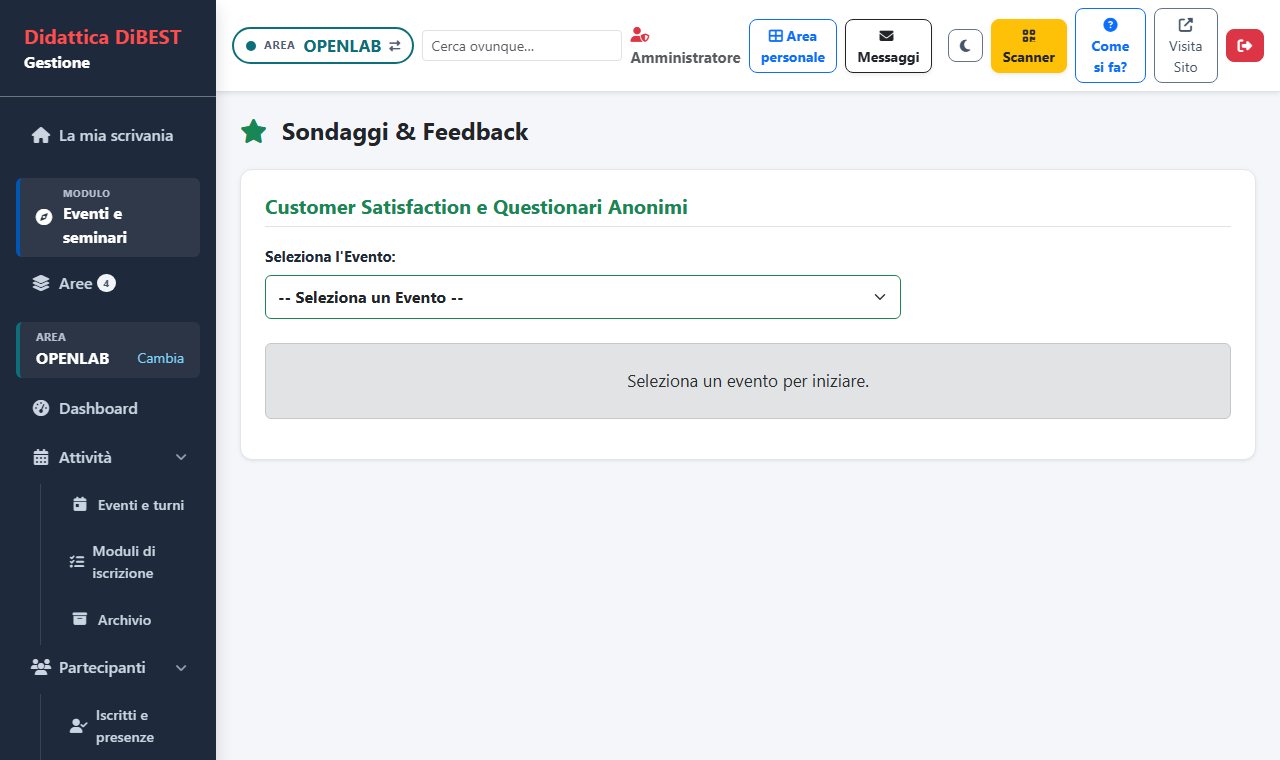 Didattica DiBEST
Gestione
La mia scrivania
MODULO
Eventi e
seminari
Aree 4
AREA
OPENLAB Cambia
Dashboard
Attività
Eventi e turni
Moduli di
iscrizione
Archivio
Partecipanti
Iscritti e
presenze
AREA OPENLAB
Cerca ovunque...
Amministratore
Area
personale
Messaggi
Scanner
Come
si fa?
Visita
Sito
Sondaggi & Feedback
Customer Satisfaction e Questionari Anonimi
Seleziona l'Evento:
-- Seleziona un Evento --
Seleziona un evento per iniziare.